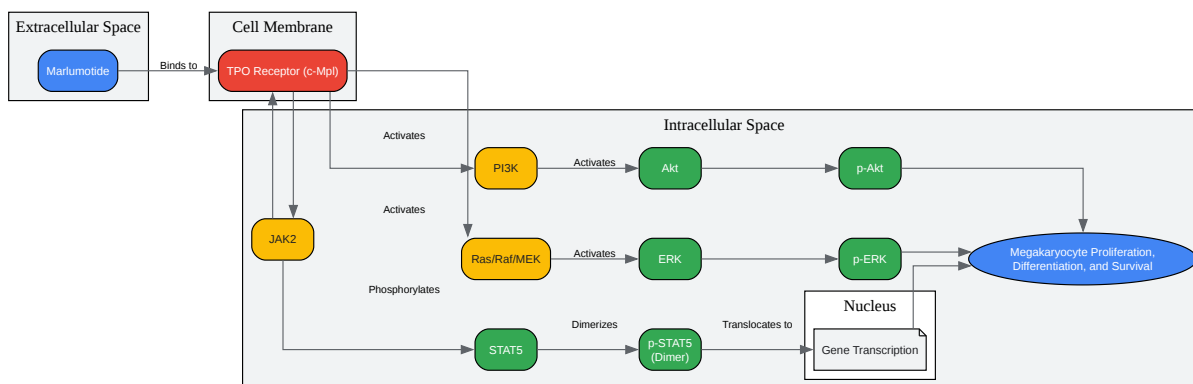 Extracellular Space
Cell Membrane
Marlumotide
Binds to
TPO Receptor (c-Mpl)
Intracellular Space
Activates
PI3K
Activates
Akt
p-Akt
Activates
JAK2
Ras/Raf/MEK
Activates
ERK
p-ERK
Megakaryocyte Proliferation,
Differentiation, and Survival
Phosphorylates
Nucleus
STAT5
Dimerizes
p-STAT5
(Dimer)
Translocates to
Gene Transcription